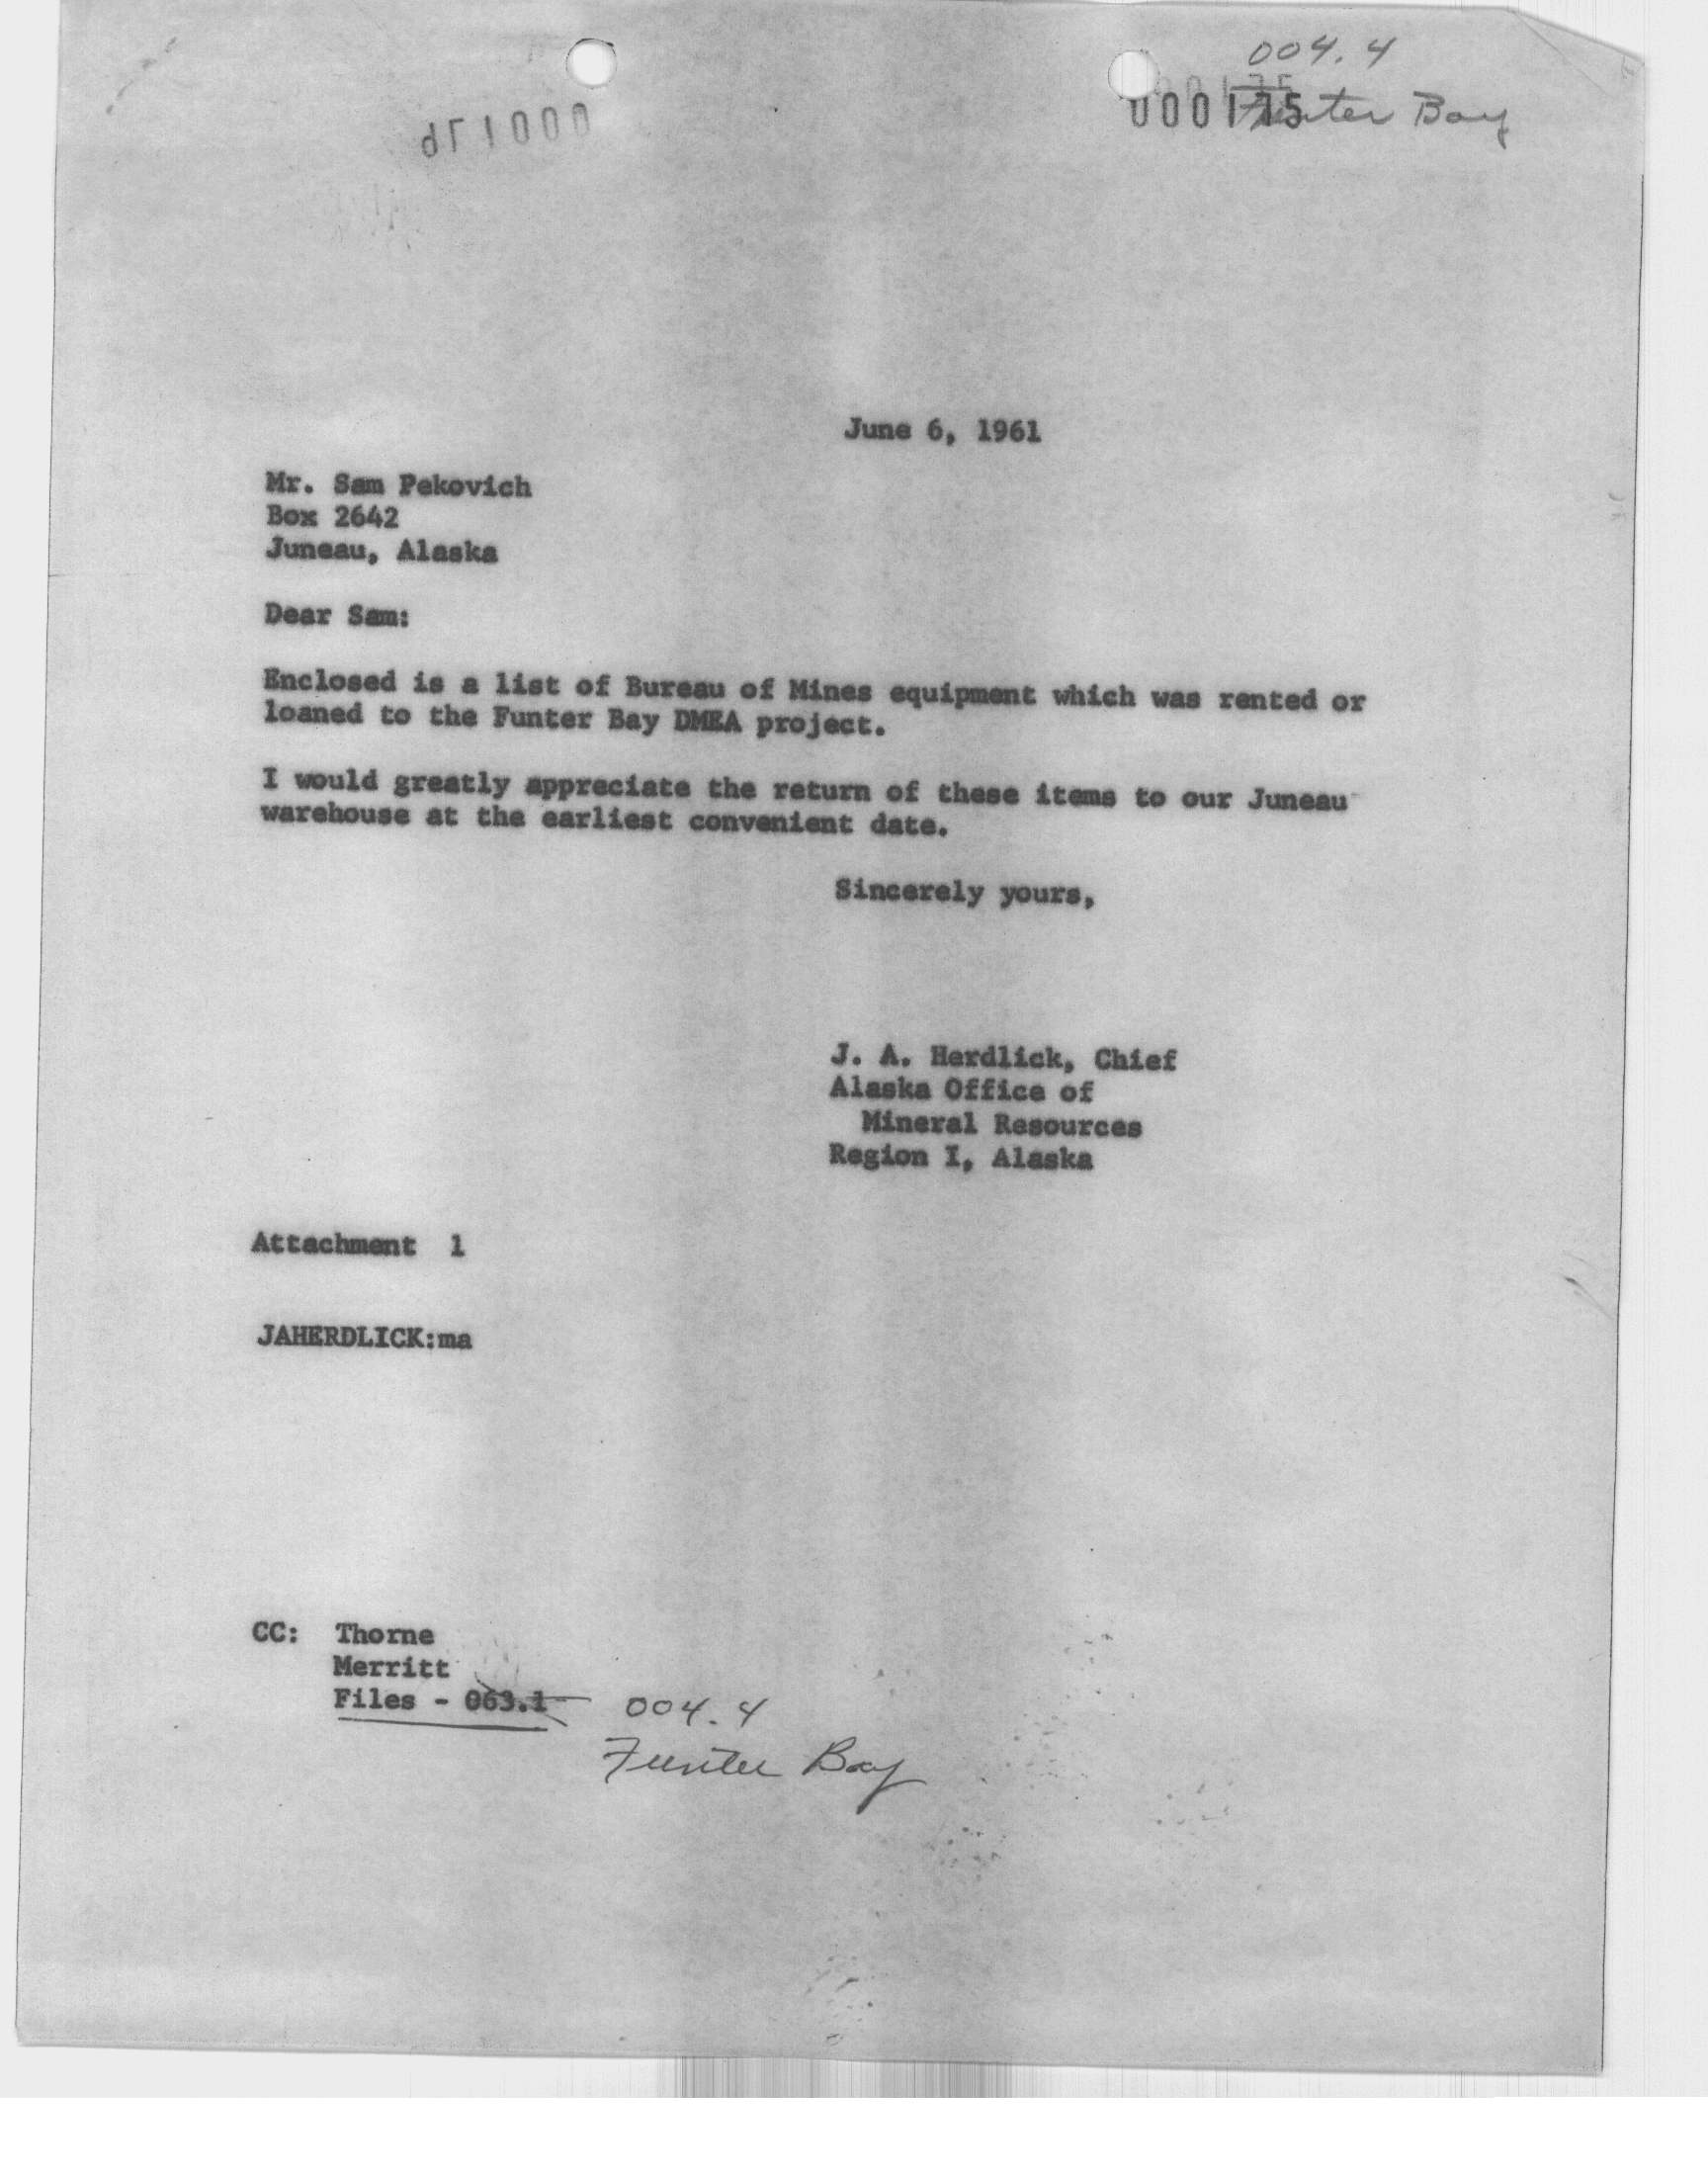 004.4
000175
Funter Bay
June 6, 1961
Mr. Sam Pekovich
Box 2642
Juneau, Alaska
Dear Sam:
Enclosed is a list of Bureau of Mines equipment which was rented or
loaned to the Funter Bay DMEA project.
I would greatly appreciate the return of these items to our Juneau
warehouse at the earliest convenient date.
Sincerely yours,
J. A. Herdlick, Chief
Alaska Office of
Mineral Resources
Region I, Alaska
Attachment 1
JAHERDLICK:ma
CC: Thorne
Merritt
Files - 063.1 004.4
Funter Bay